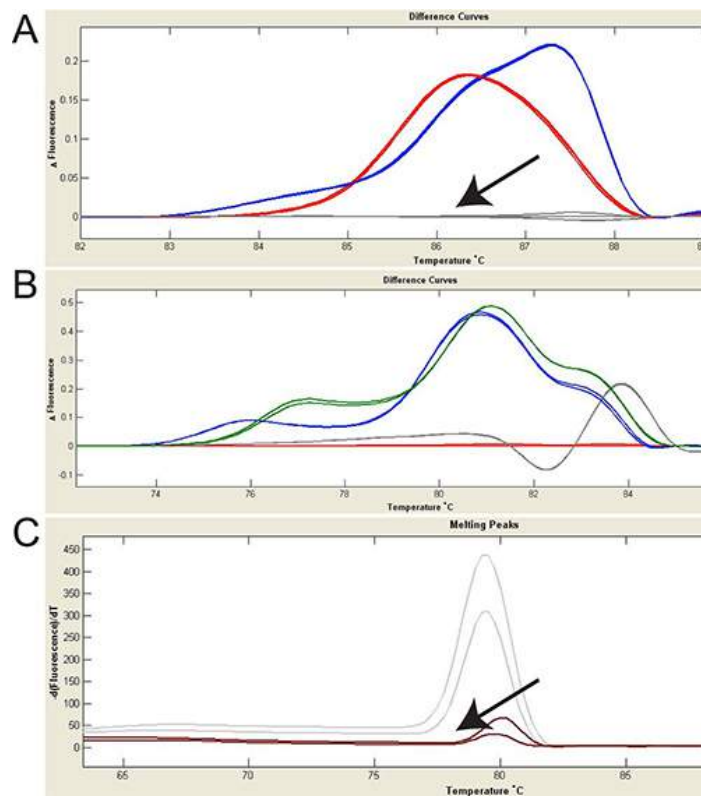 A
Difference Curves
Δ Fluorescence
0.2
0.15
0.1
0.05
0
82 83 84 85 86 87 88
Temperature °C
B
Difference Curves
Δ Fluorescence
0.5
0.4
0.3
0.2
0.1
0
-0.1
74 76 78 80 82 84
Temperature °C
C
Melting Peaks
-d(Fluorescence)/dT
450
400
350
300
250
200
150
100
50
0
65 70 75 80 85
Temperature °C